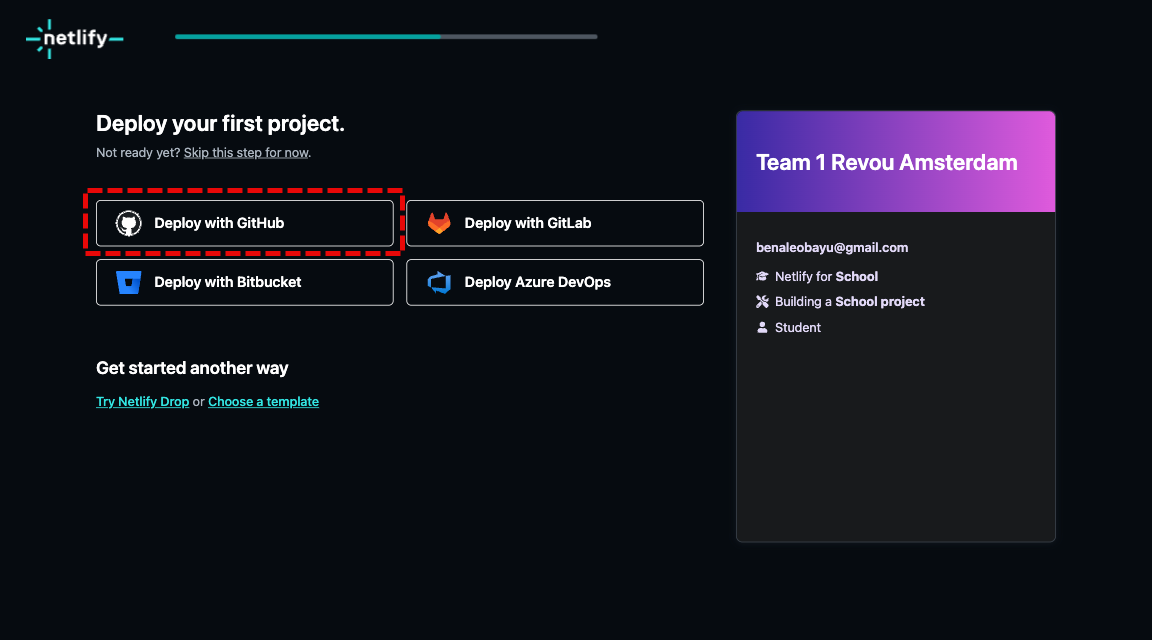 netlify
Deploy your first project.
Not ready yet? Skip this step for now.
Deploy with GitHub
Deploy with GitLab
Deploy with Bitbucket
Deploy Azure DevOps
Get started another way
Try Netlify Drop or Choose a template
Team 1 Revou Amsterdam
benaleobayu@gmail.com
Netlify for School
Building a School project
Student